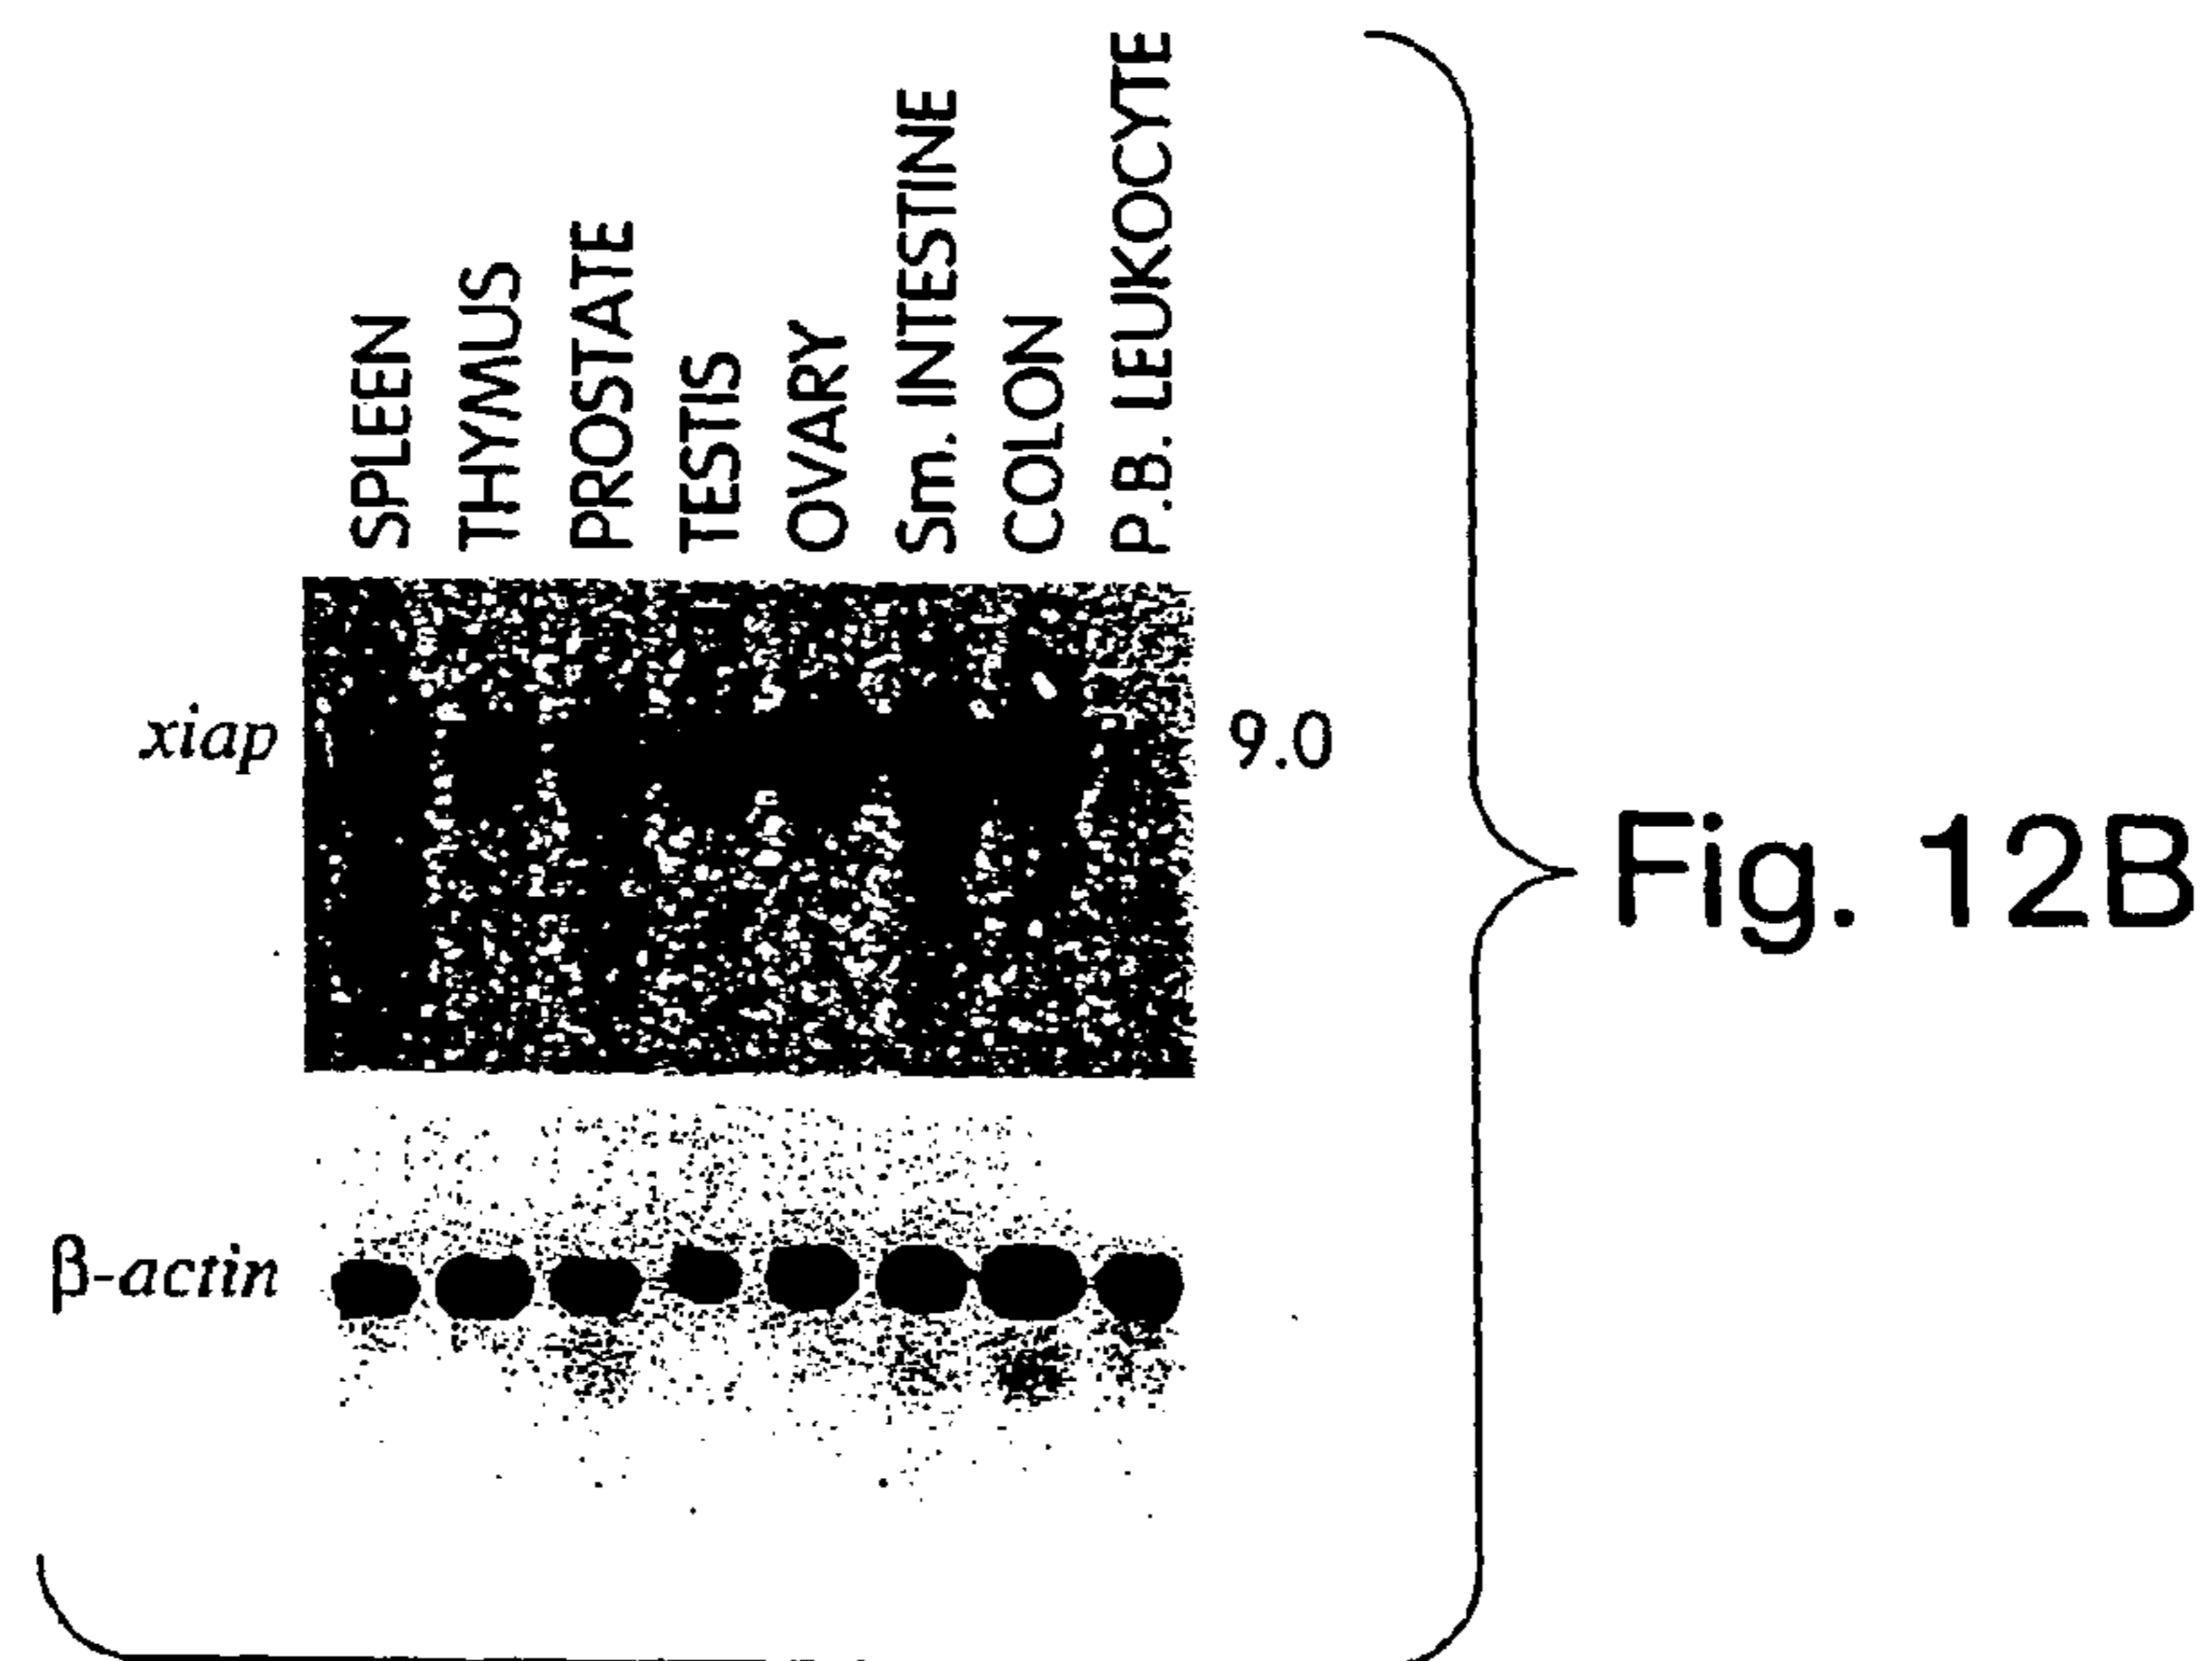 SPLEEN
THYMUS
PROSTATE
TESTIS
OVARY
Sm. INTESTINE
COLON
P.B. LEUKOCYTE
xiap
9.0
Fig. 12B
β-actin